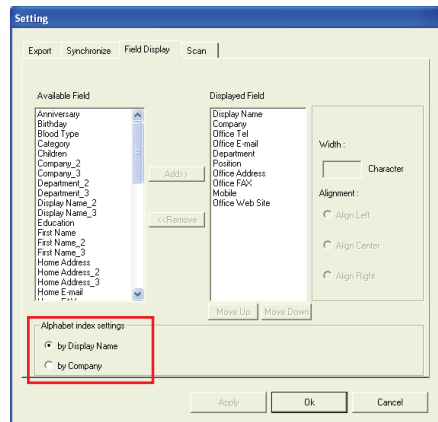 Setting
Export Synchronize Field Display Scan
Available Field
Anniversary
Birthday
Blood Type
Category
Children
Company_2
Company_3
Department_2
Department_3
Display Name_2
Display Name_3
Education
First Name
First Name_2
First Name_3
Home Address
Home Address_2
Home Address_3
Home E-mail
Add>>
<<Remove
Displayed Field
Display Name
Company
Office Tel
Office E-mail
Department
Position
Office Address
Office FAX
Mobile
Office Web Site
Move Up Move Down
Width :
Character
Alignment :
Align Left
Align Center
Align Right
Alphabet index settings
by Display Name
by Company
Apply Ok Cancel